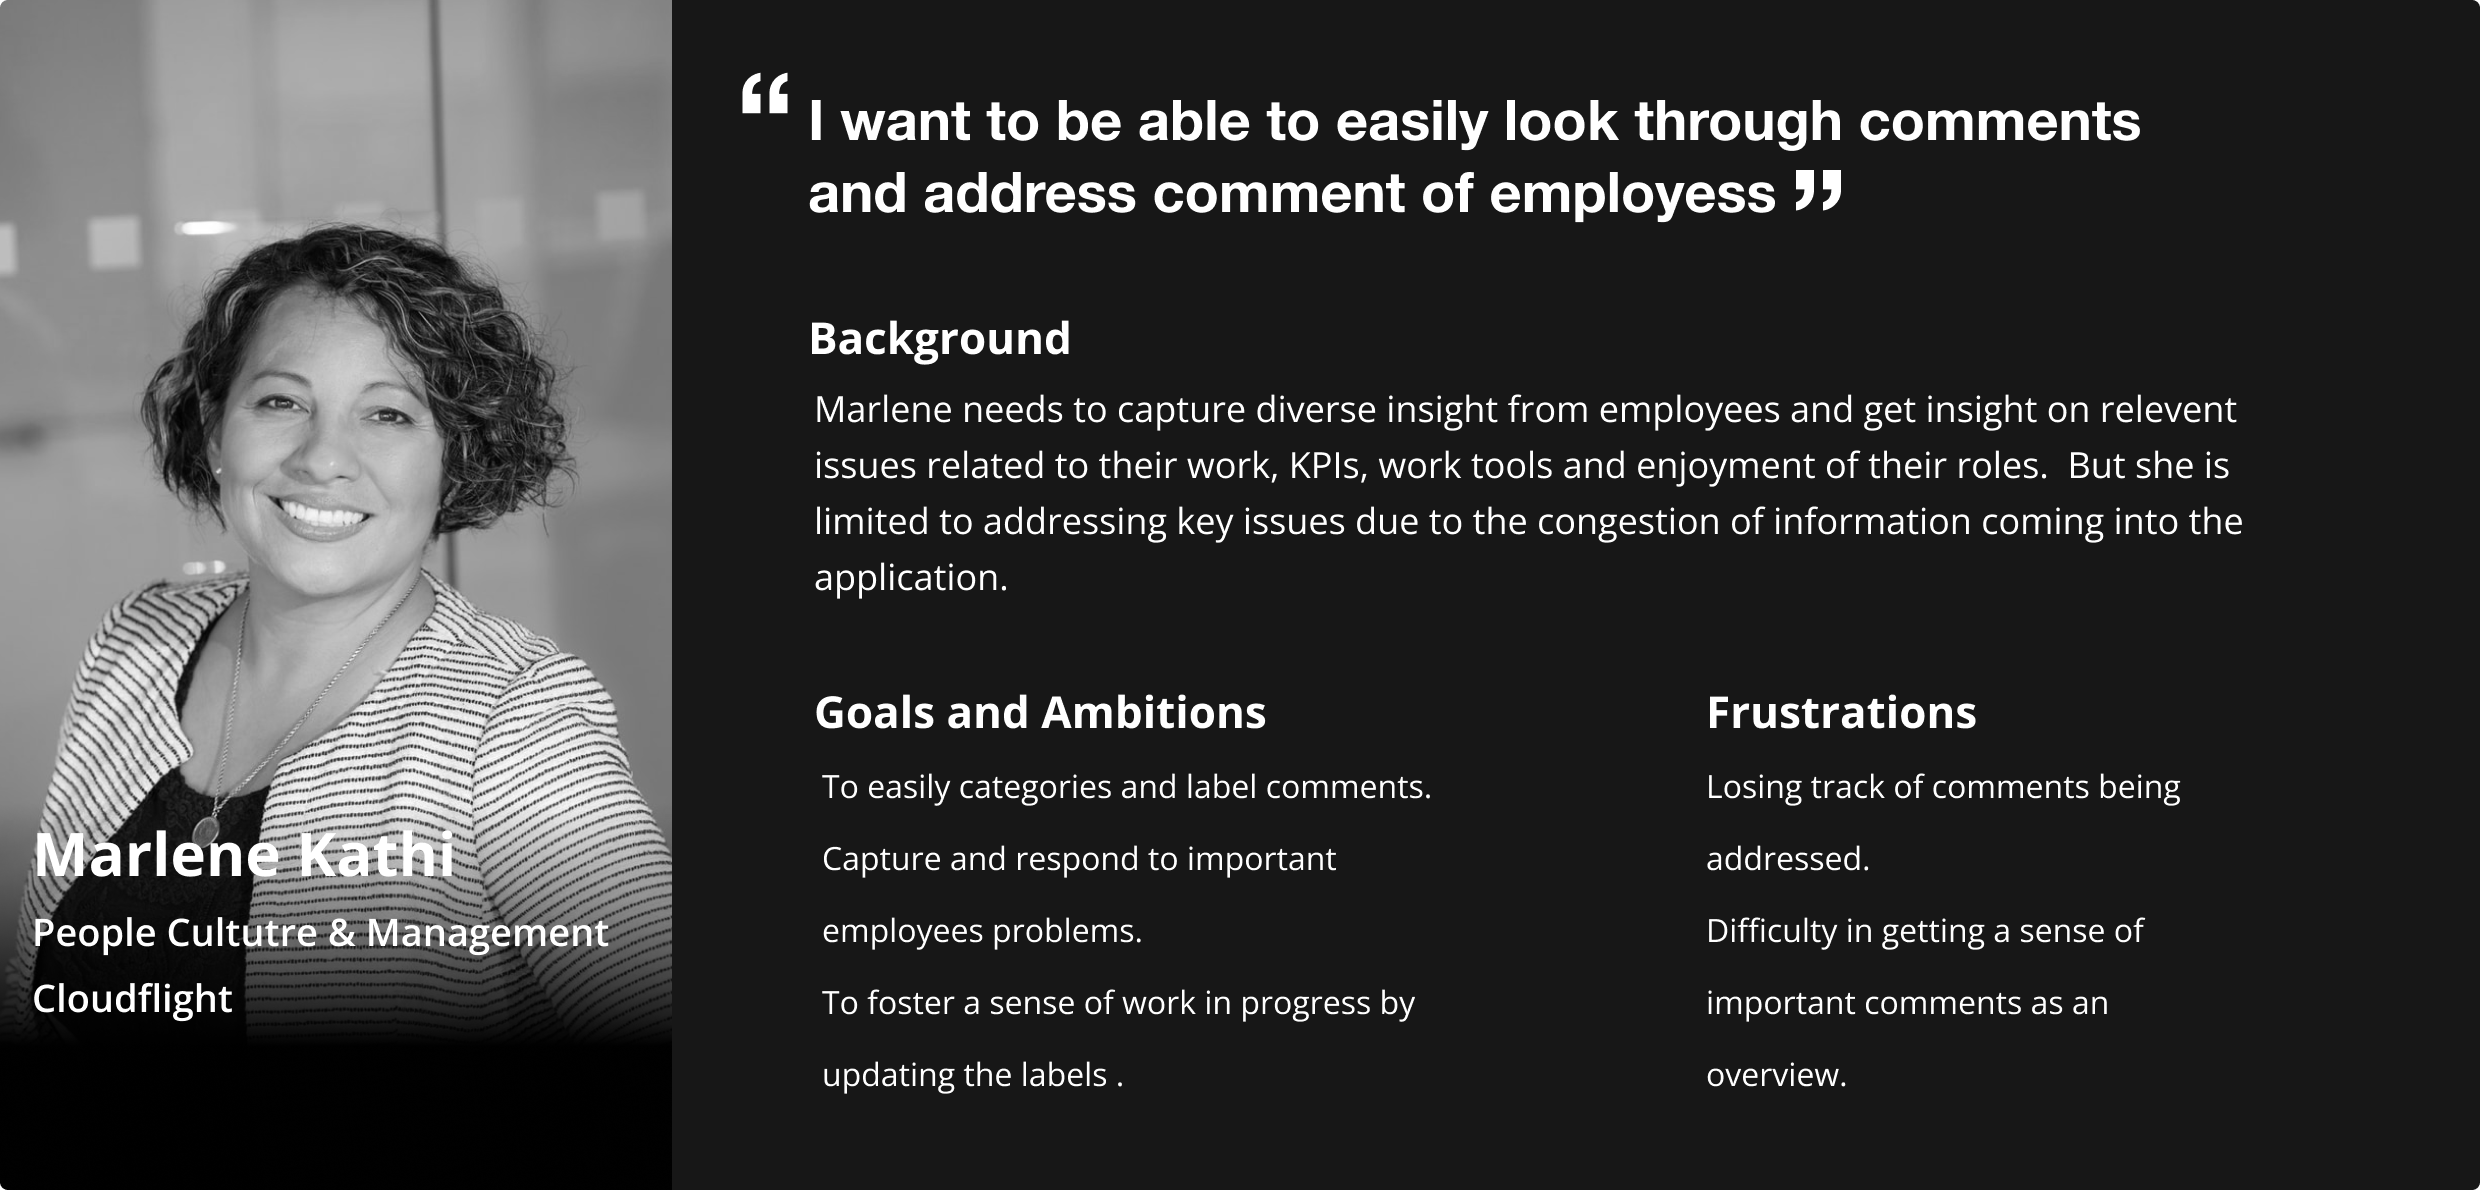 “ I want to be able to easily look through comments
and address comment of employess ”
Background
Marlene needs to capture diverse insight from employees and get insight on relevent
issues related to their work, KPIs, work tools and enjoyment of their roles.  But she is
limited to addressing key issues due to the congestion of information coming into the
application.
Goals and Ambitions
To easily categories and label comments.
Capture and respond to important
employees problems.
To foster a sense of work in progress by
updating the labels .
Frustrations
Losing track of comments being
addressed.
Difficulty in getting a sense of
important comments as an
overview.
Marlene Kathi
People Cultutre & Management
Cloudflight